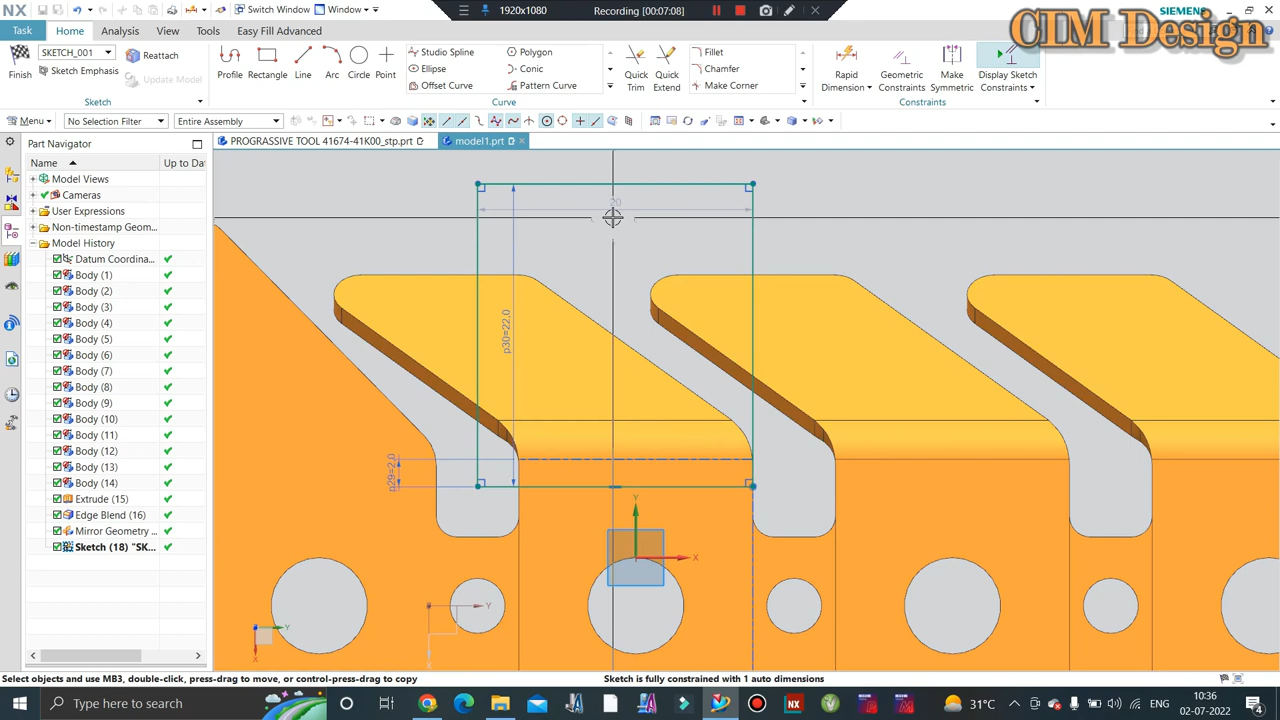 NX
Switch Window
Window
1920x1080
Recording [00:07:08]
SIEMENS
CIM Design
Task
Home
Analysis
View
Tools
Easy Fill Advanced
SKETCH_001
Reattach
Sketch Emphasis
Update Model
Finish
Sketch
Profile
Rectangle
Line
Arc
Circle
Point
Studio Spline
Polygon
Ellipse
Conic
Offset Curve
Pattern Curve
Curve
Quick Trim
Quick Extend
Fillet
Chamfer
Make Corner
Rapid Dimension
Geometric Constraints
Make Symmetric
Display Sketch Constraints
Constraints
Menu
No Selection Filter
Entire Assembly
PROGRASSIVE TOOL 41674-41K00_stp.prt
model1.prt
Part Navigator
Name
Up to Da
Model Views
Cameras
User Expressions
Non-timestamp Geom...
Model History
Datum Coordina...
Body (1)
Body (2)
Body (3)
Body (4)
Body (5)
Body (6)
Body (7)
Body (8)
Body (9)
Body (10)
Body (11)
Body (12)
Body (13)
Body (14)
Extrude (15)
Edge Blend (16)
Mirror Geometry ...
Sketch (18) "SK...
20
p30=22.0
p29=2.0
Y
X
Y
X
Y
X
Select objects and use MB3, double-click, press-drag to move, or control-press-drag to copy
Sketch is fully constrained with 1 auto dimensions
Type here to search
31°C
ENG
10:36
02-07-2022
4